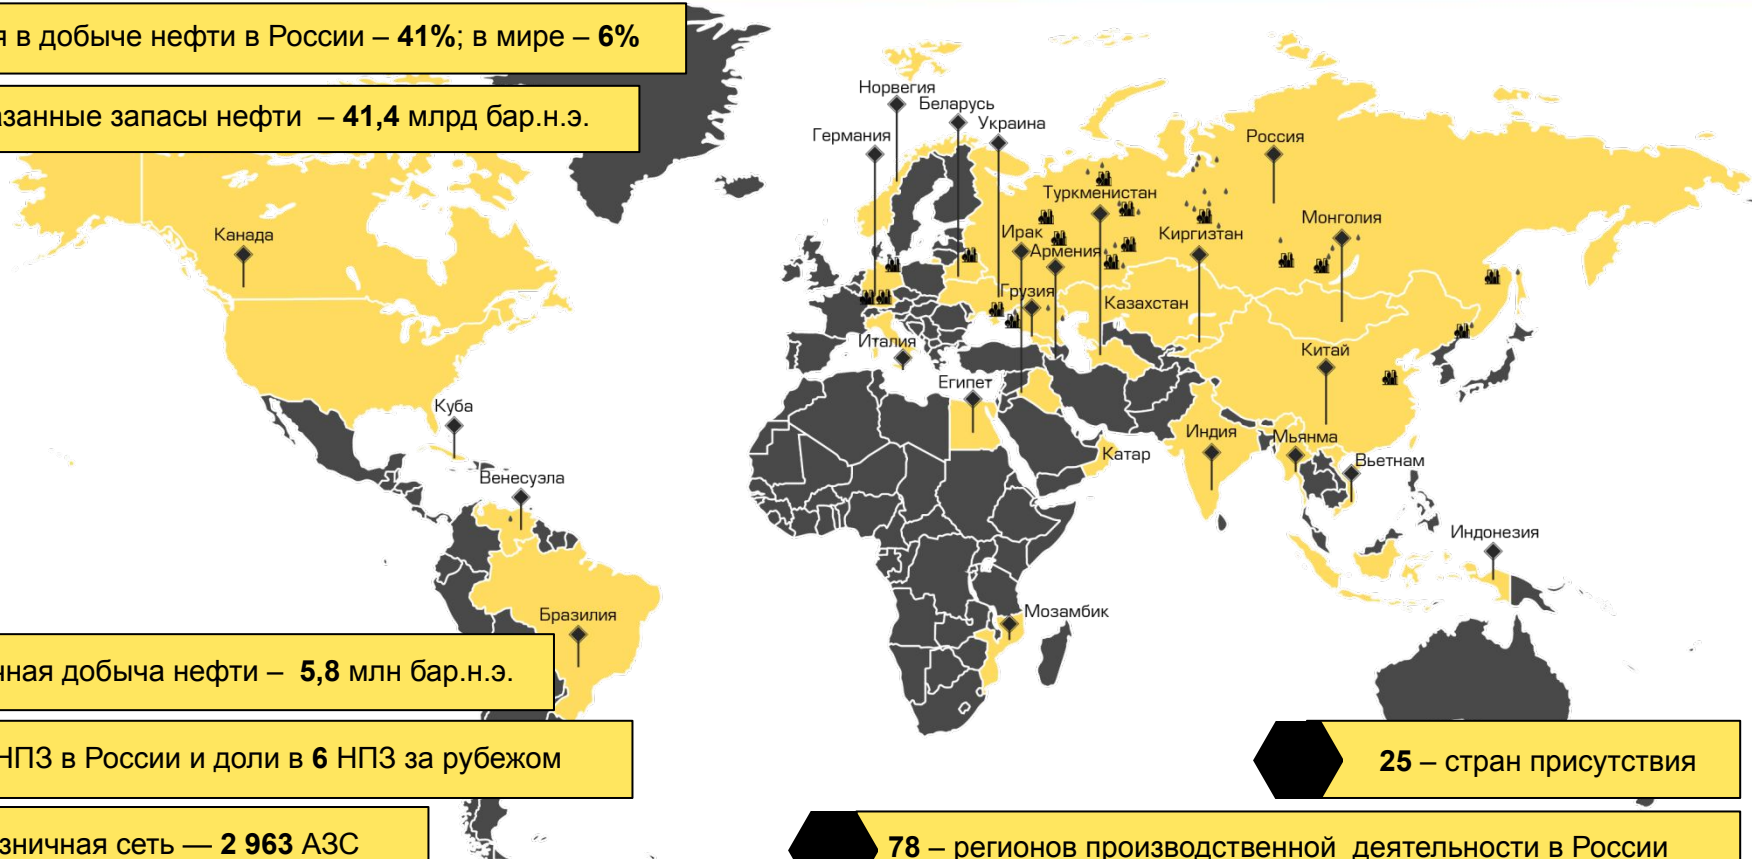 я в добыче нефти в России – 41%; в мире – 6%
азанные запасы нефти – 41,4 млрд бар.н.э.
Норвегия
Беларусь
Украина
Германия
Россия
Туркменистан
Канада
Ирак
Армения
Киргизтан
Монголия
Грузия
Казахстан
Италия
Китай
Египет
Куба
Индия
Мьянма
Катар
Вьетнам
Венесуэла
Индонезия
Бразилия
Мозамбик
чная добыча нефти – 5,8 млн бар.н.э.
НПЗ в России и доли в 6 НПЗ за рубежом
25 – стран присутствия
зничная сеть — 2 963 АЗС
78 – регионов производственной деятельности в России